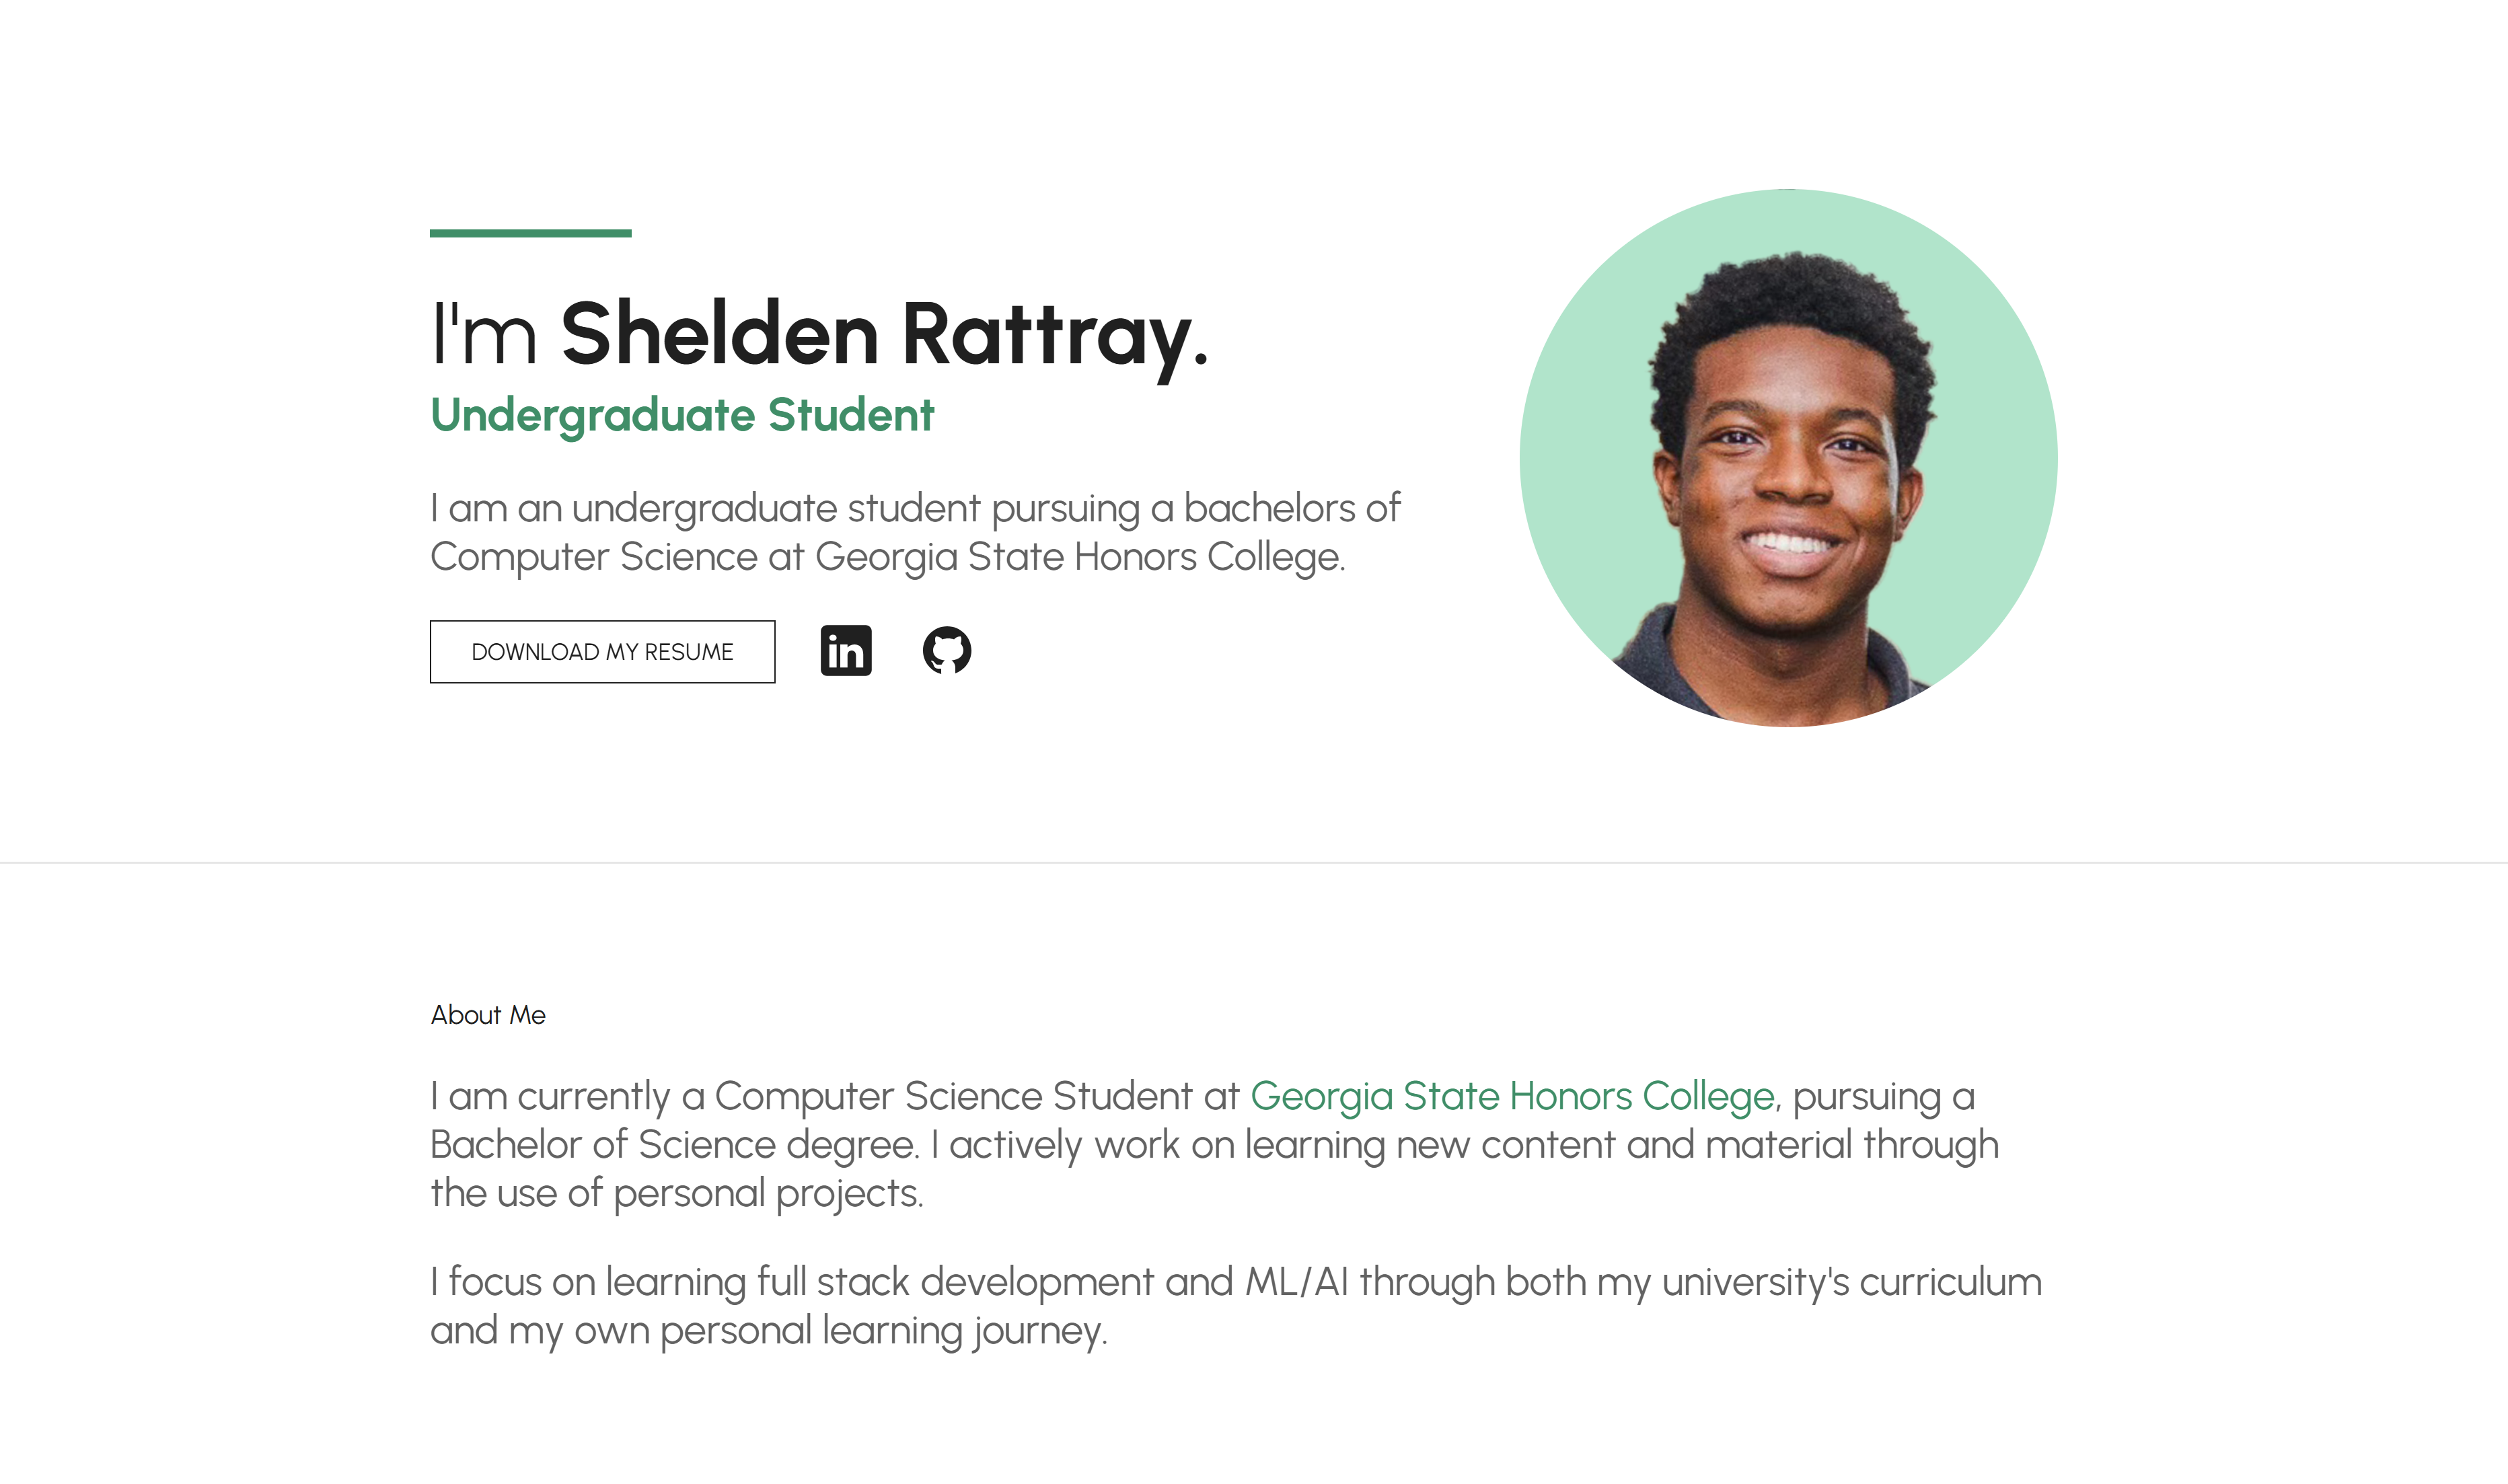 I'm Shelden Rattray.
Undergraduate Student
I am an undergraduate student pursuing a bachelors of
Computer Science at Georgia State Honors College.
DOWNLOAD MY RESUME
in
About Me
I am currently a Computer Science Student at Georgia State Honors College, pursuing a
Bachelor of Science degree. I actively work on learning new content and material through
the use of personal projects.
I focus on learning full stack development and ML/AI through both my university's curriculum
and my own personal learning journey.